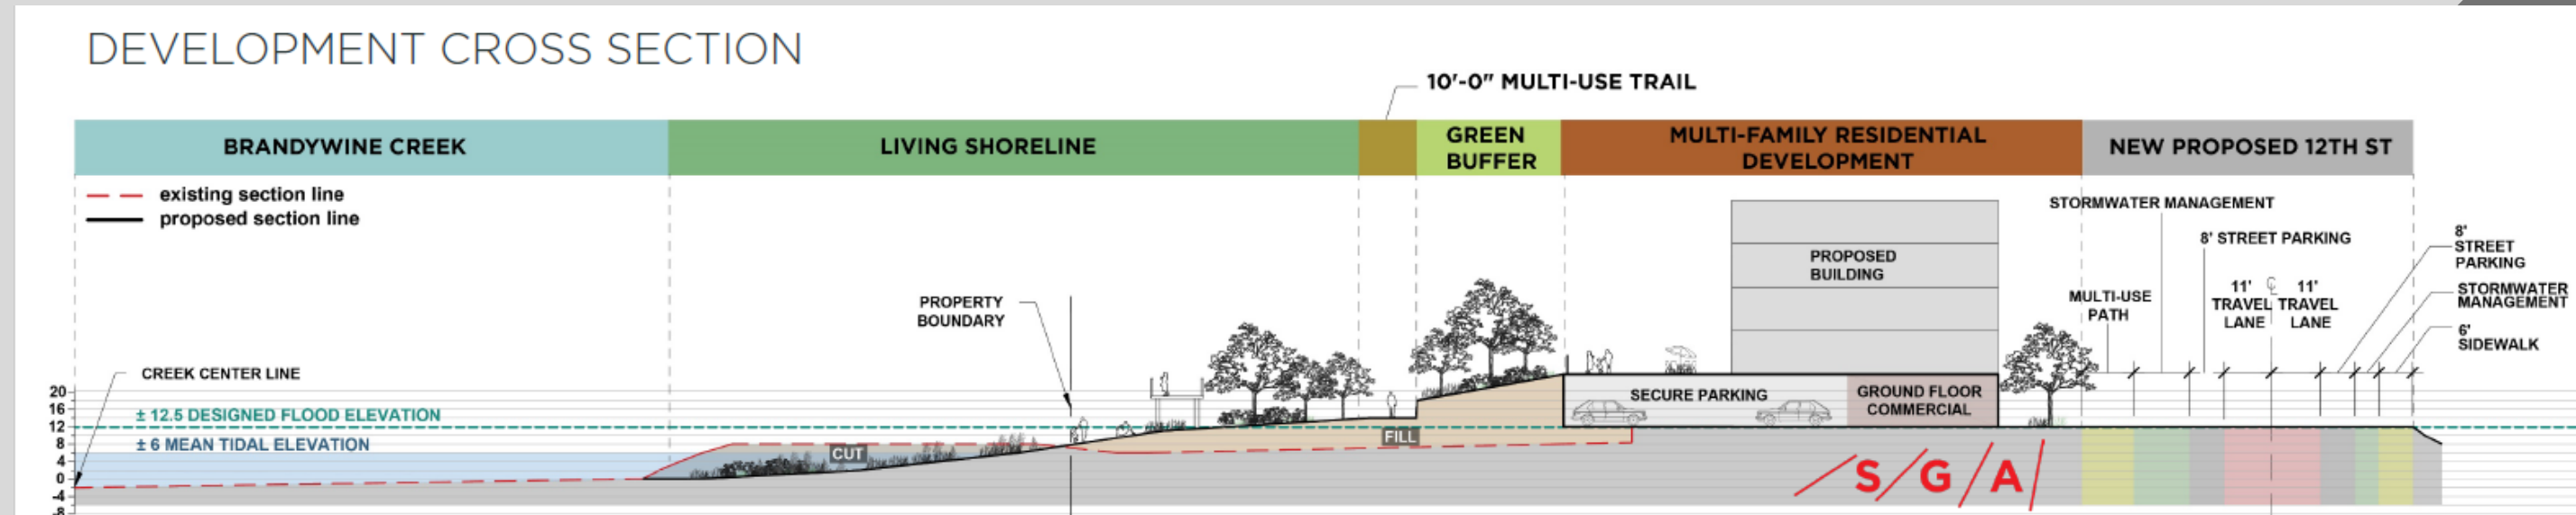 DEVELOPMENT CROSS SECTION
10'-0" MULTI-USE TRAIL
BRANDYWINE CREEK
LIVING SHORELINE
GREEN
BUFFER
MULTI-FAMILY RESIDENTIAL
DEVELOPMENT
NEW PROPOSED 12TH ST
existing section line
proposed section line
STORMWATER MANAGEMENT
8' STREET PARKING
8'
STREET
PARKING
PROPOSED
BUILDING
PROPERTY
BOUNDARY
MULTI-USE
PATH
11'
TRAVEL
LANE
11'
TRAVEL
LANE
STORMWATER
MANAGEMENT
6'
SIDEWALK
CREEK CENTER LINE
20
16
12
8
4
0
-4
-8
± 12.5 DESIGNED FLOOD ELEVATION
± 6 MEAN TIDAL ELEVATION
CUT
FILL
SECURE PARKING
GROUND FLOOR
COMMERCIAL
/S/G/A/